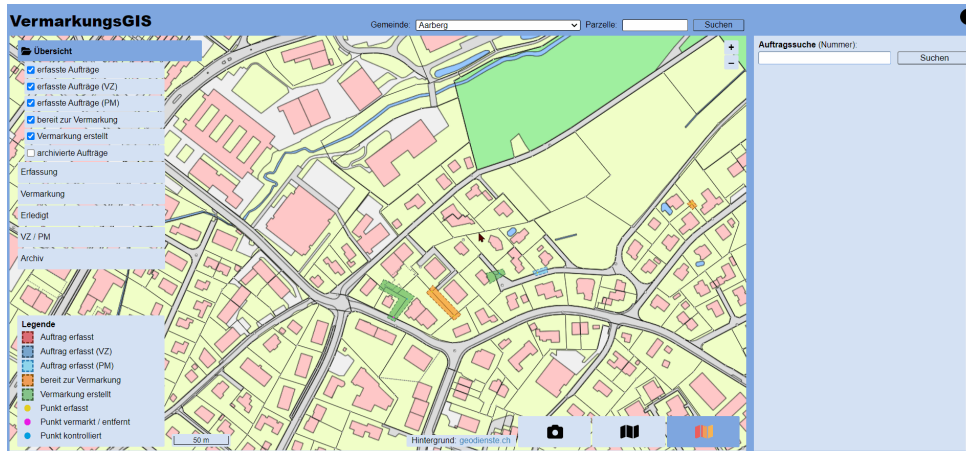 VermarkungsGIS
Gemeinde: Aarberg Parzelle: Suchen
Übersicht
erfasste Aufträge
erfasste Aufträge (VZ)
erfasste Aufträge (PM)
bereit zur Vermarkung
Vermarkung erstellt
archivierte Aufträge
Erfassung
Vermarkung
Erledigt
VZ / PM
Archiv
+
−
Auftragssuche (Nummer):
Suchen
Legende
Auftrag erfasst
Auftrag erfasst (VZ)
Auftrag erfasst (PM)
bereit zur Vermarkung
Vermarkung erstellt
Punkt erfasst
Punkt vermarkt / entfernt
Punkt kontrolliert
50 m
Hintergrund: geodienste.ch